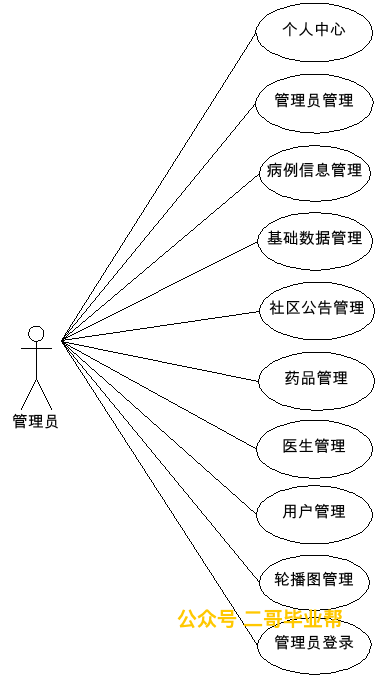 个人中心
管理员管理
病例信息管理
基础数据管理
社区公告管理
药品管理
管理员
医生管理
用户管理
轮播图管理
公众号 二哥毕业帮
管理员登录